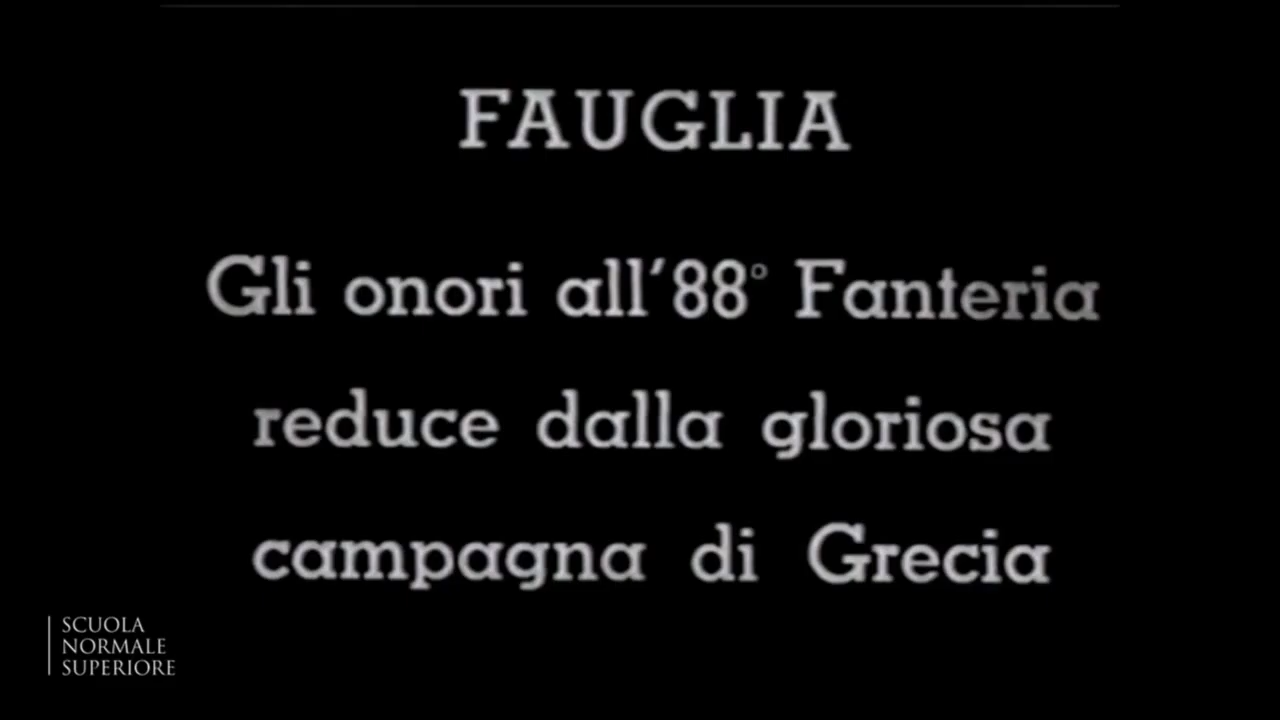 FAUGLIA
Gli onori all'88° Fanteria
reduce dalla gloriosa
campagna di Grecia
SCUOLA
NORMALE
SUPERIORE